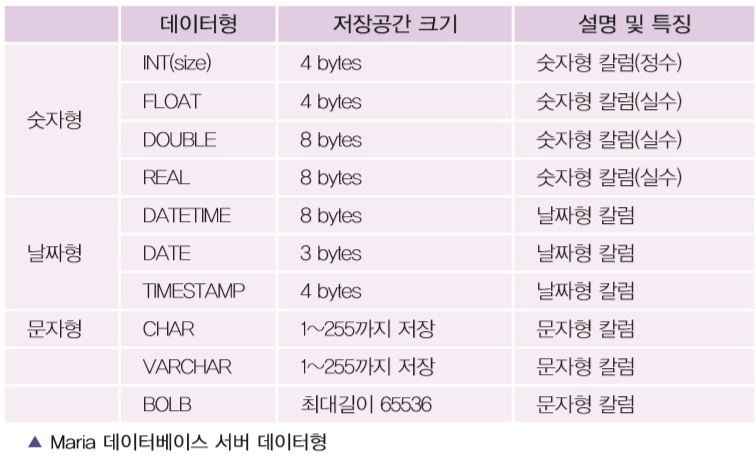 데이터형 저장공간 크기 설명 및 특징
숫자형 INT(size) 4 bytes 숫자형 칼럼(정수)
FLOAT 4 bytes 숫자형 칼럼(실수)
DOUBLE 8 bytes 숫자형 칼럼(실수)
REAL 8 bytes 숫자형 칼럼(실수)
날짜형 DATETIME 8 bytes 날짜형 칼럼
DATE 3 bytes 날짜형 칼럼
TIMESTAMP 4 bytes 날짜형 칼럼
문자형 CHAR 1~255까지 저장 문자형 칼럼
VARCHAR 1~255까지 저장 문자형 칼럼
BOLB 최대길이 65536 문자형 칼럼
▲ Maria 데이터베이스 서버 데이터형